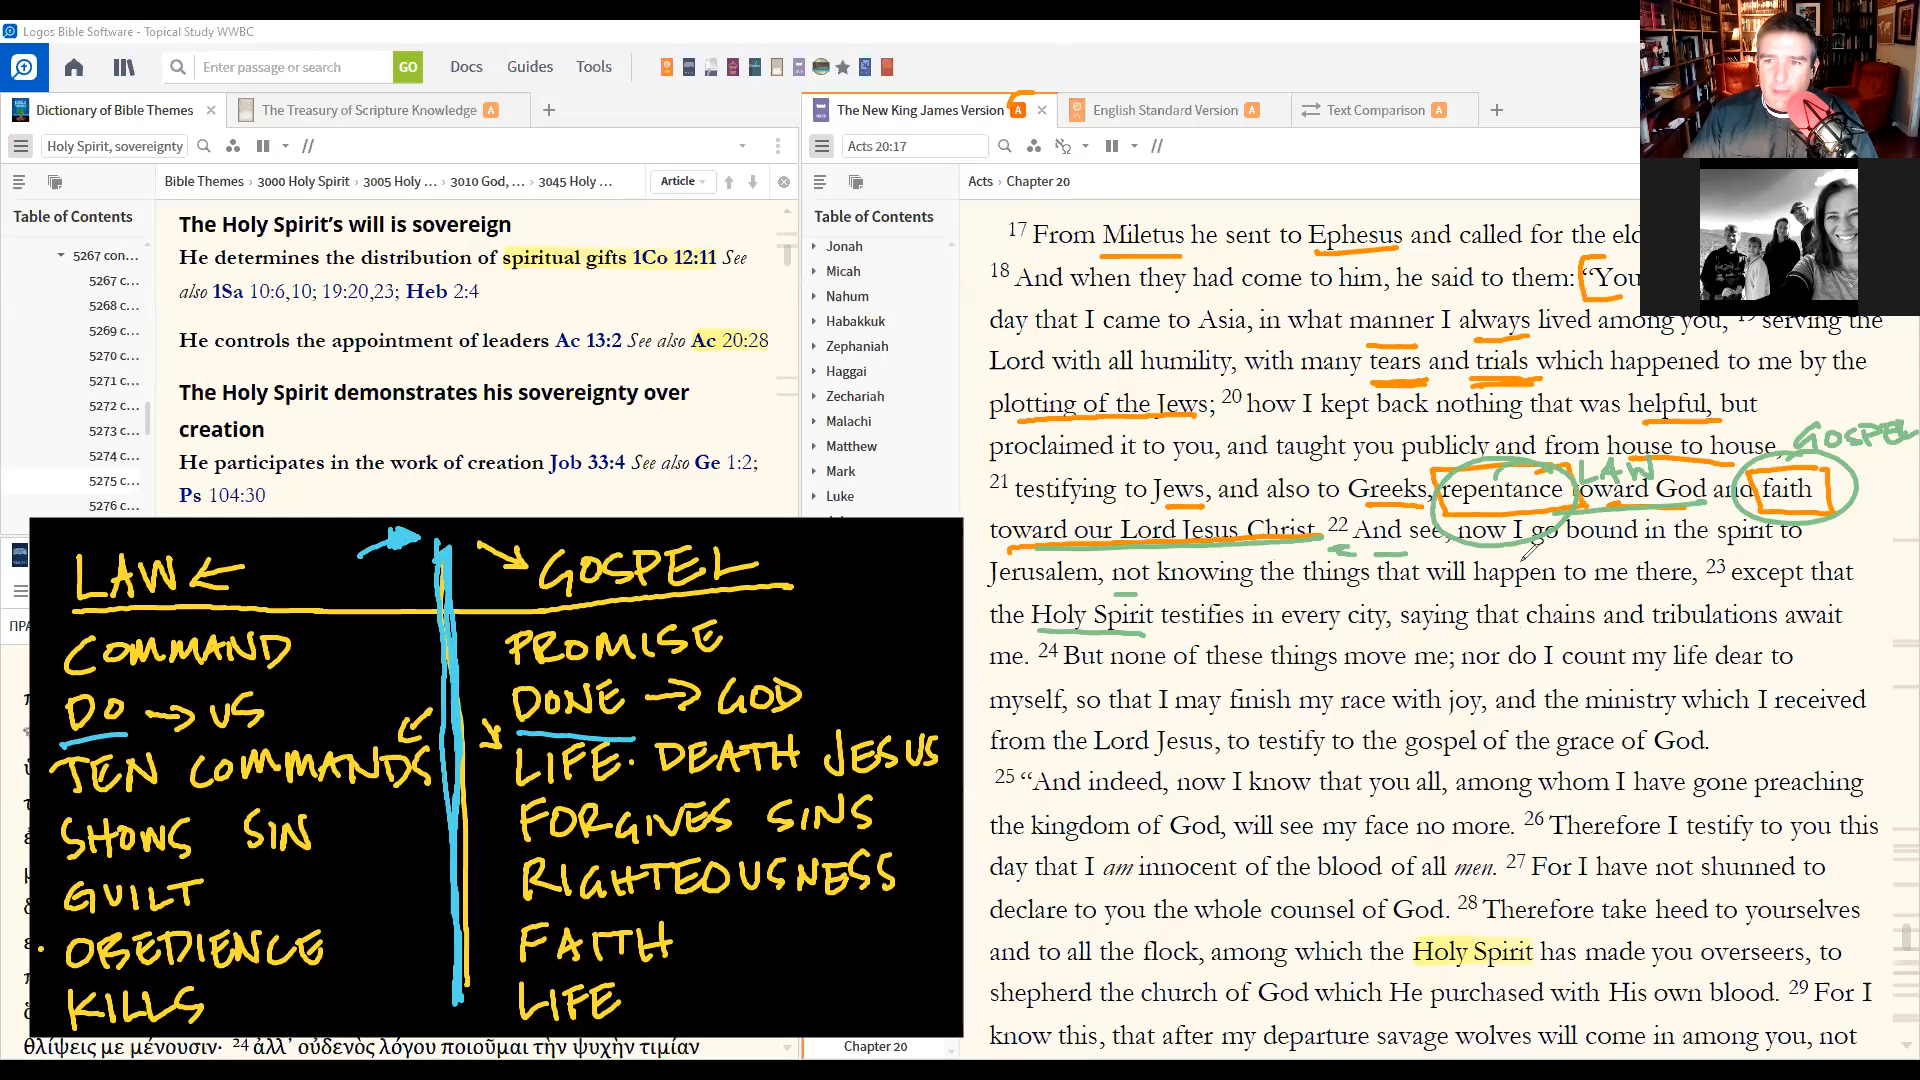 Logos Bible Software - Topical Study WWBC
Enter passage or search
GO
Docs
Guides
Tools
Dictionary of Bible Themes
The Treasury of Scripture Knowledge A
Holy Spirit, sovereignty
Bible Themes › 3000 Holy Spirit › 3005 Holy ... › 3010 God, ... › 3045 Holy ...
Article
Table of Contents
5267 con...
5267 c...
5268 c...
5269 c...
5270 c...
5271 c...
5272 c...
5273 c...
5274 c...
5275 c...
5276 c...
The Holy Spirit's will is sovereign
He determines the distribution of spiritual gifts 1Co 12:11 See
also 1Sa 10:6,10; 19:20,23; Heb 2:4
He controls the appointment of leaders Ac 13:2 See also Ac 20:28
The Holy Spirit demonstrates his sovereignty over
creation
He participates in the work of creation Job 33:4 See also Ge 1:2;
Ps 104:30
LAW ←
COMMAND
DO → US
TEN COMMANDS
SHOWS SIN
GUILT
OBEDIENCE
KILLS
GOSPEL
PROMISE
DONE → GOD
LIFE. DEATH JESUS
FORGIVES SINS
RIGHTEOUSNESS
FAITH
LIFE
θλίψεις με μένουσιν· 24 ἀλλ’ οὐδενὸς λόγου ποιοῦμαι τὴν ψυχὴν τιμίαν
The New King James Version A
English Standard Version A
Text Comparison A
Acts 20:17
Acts › Chapter 20
Table of Contents
Jonah
Micah
Nahum
Habakkuk
Zephaniah
Haggai
Zechariah
Malachi
Matthew
Mark
Luke
Chapter 20
17 From Miletus he sent to Ephesus and called for the
18 And when they had come to him, he said to them: “You
day that I came to Asia, in what manner I always lived among you, 19 serving the
Lord with all humility, with many tears and trials which happened to me by the
plotting of the Jews; 20 how I kept back nothing that was helpful, but
proclaimed it to you, and taught you publicly and from house to house,
GOSPEL
LAW
21 testifying to Jews, and also to Greeks, repentance toward God and faith
toward our Lord Jesus Christ. 22 And see, now I go bound in the spirit to
Jerusalem, not knowing the things that will happen to me there, 23 except that
the Holy Spirit testifies in every city, saying that chains and tribulations await
me. 24 But none of these things move me; nor do I count my life dear to
myself, so that I may finish my race with joy, and the ministry which I received
from the Lord Jesus, to testify to the gospel of the grace of God.
25 “And indeed, now I know that you all, among whom I have gone preaching
the kingdom of God, will see my face no more. 26 Therefore I testify to you this
day that I am innocent of the blood of all men. 27 For I have not shunned to
declare to you the whole counsel of God. 28 Therefore take heed to yourselves
and to all the flock, among which the Holy Spirit has made you overseers, to
shepherd the church of God which He purchased with His own blood. 29 For I
know this, that after my departure savage wolves will come in among you, not